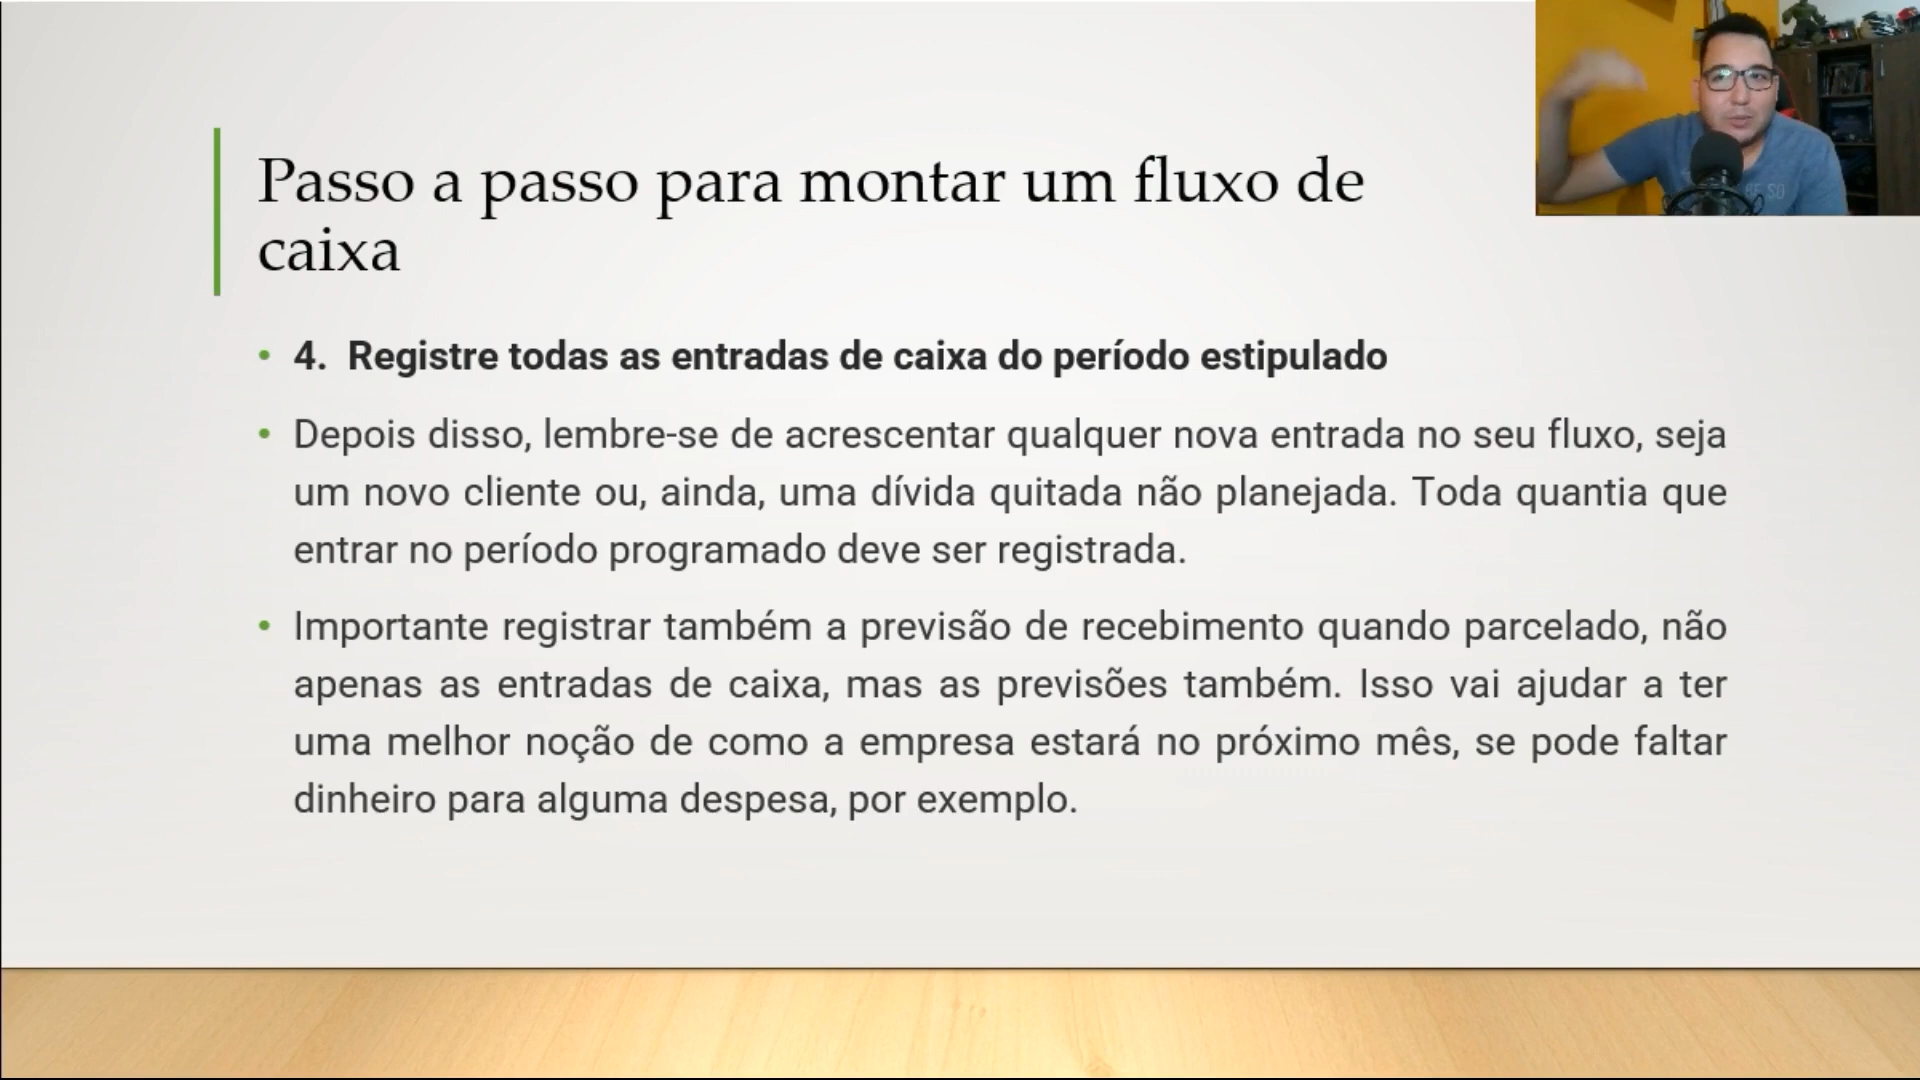 Passo a passo para montar um fluxo de
caixa
• 4. Registre todas as entradas de caixa do período estipulado
• Depois disso, lembre-se de acrescentar qualquer nova entrada no seu fluxo, seja
um novo cliente ou, ainda, uma dívida quitada não planejada. Toda quantia que
entrar no período programado deve ser registrada.
• Importante registrar também a previsão de recebimento quando parcelado, não
apenas as entradas de caixa, mas as previsões também. Isso vai ajudar a ter
uma melhor noção de como a empresa estará no próximo mês, se pode faltar
dinheiro para alguma despesa, por exemplo.